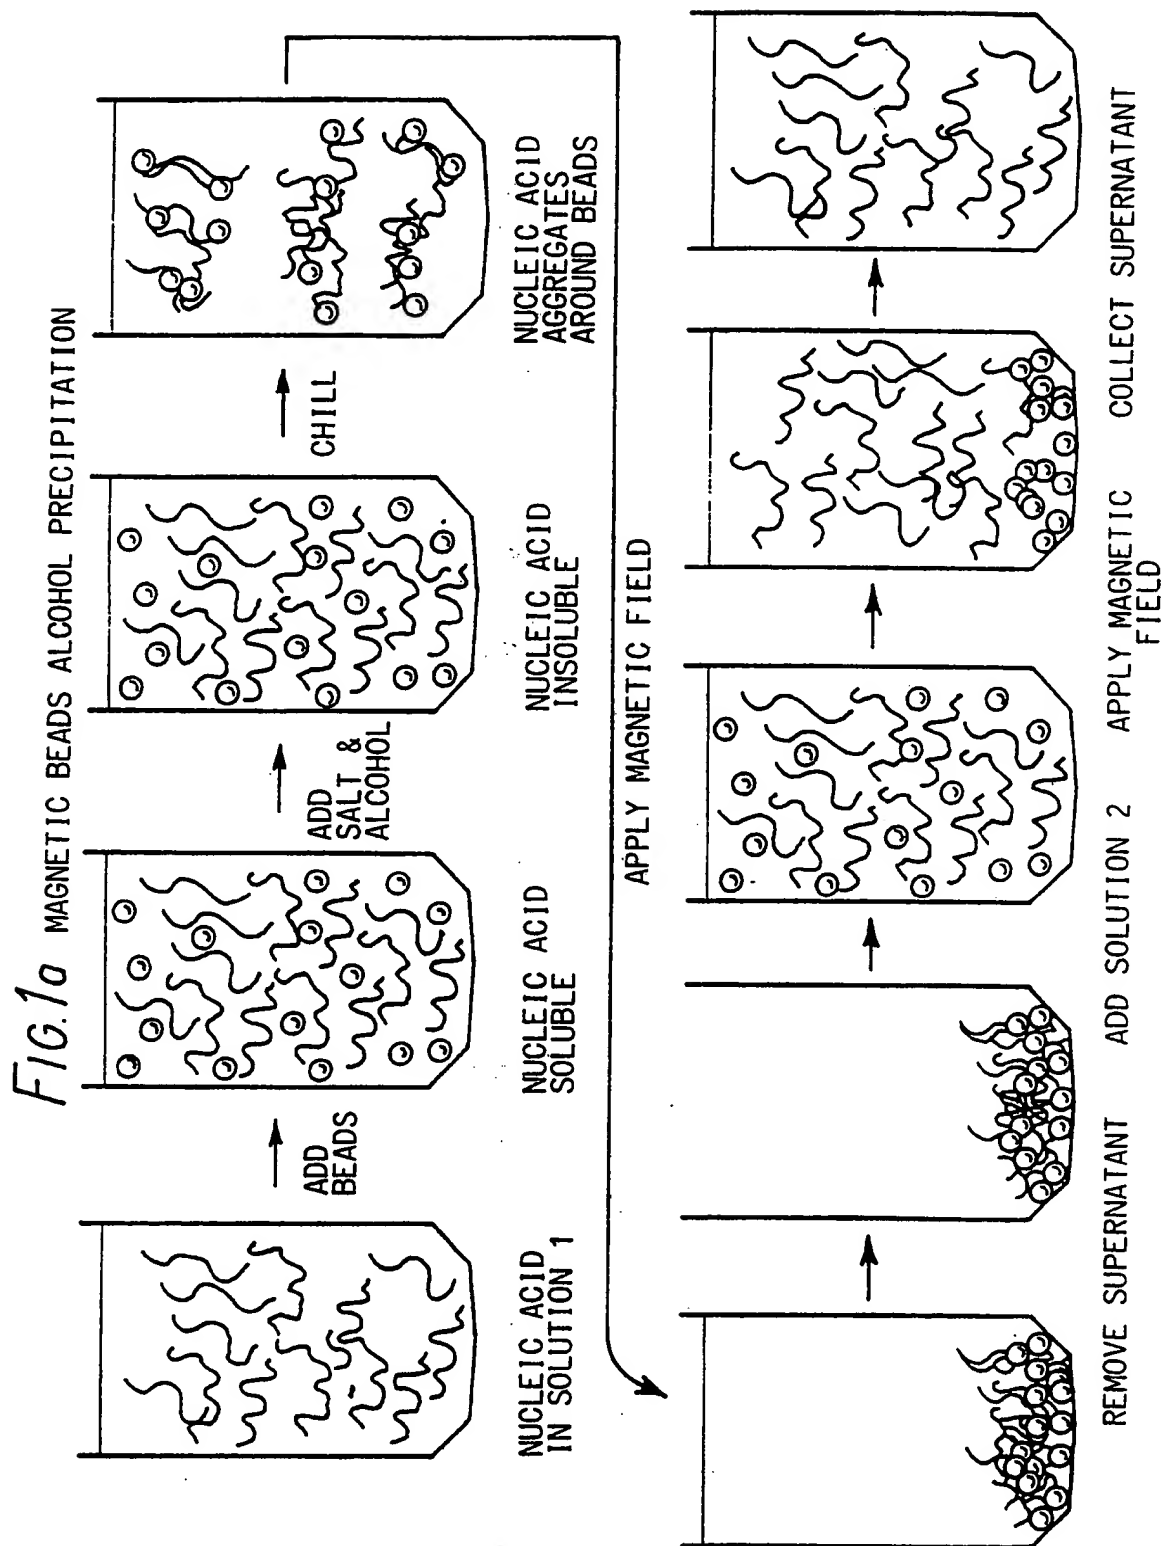 FIG.1a MAGNETIC BEADS ALCOHOL PRECIPITATION
ADD
BEADS
ADD
SALT &
ALCOHOL
CHILL
NUCLEIC ACID
IN SOLUTION 1
NUCLEIC ACID
SOLUBLE
NUCLEIC ACID
INSOLUBLE
NUCLEIC ACID
AGGREGATES
AROUND BEADS
APPLY MAGNETIC FIELD
REMOVE SUPERNATANT
ADD SOLUTION 2
APPLY MAGNETIC
FIELD
COLLECT SUPERNATANT